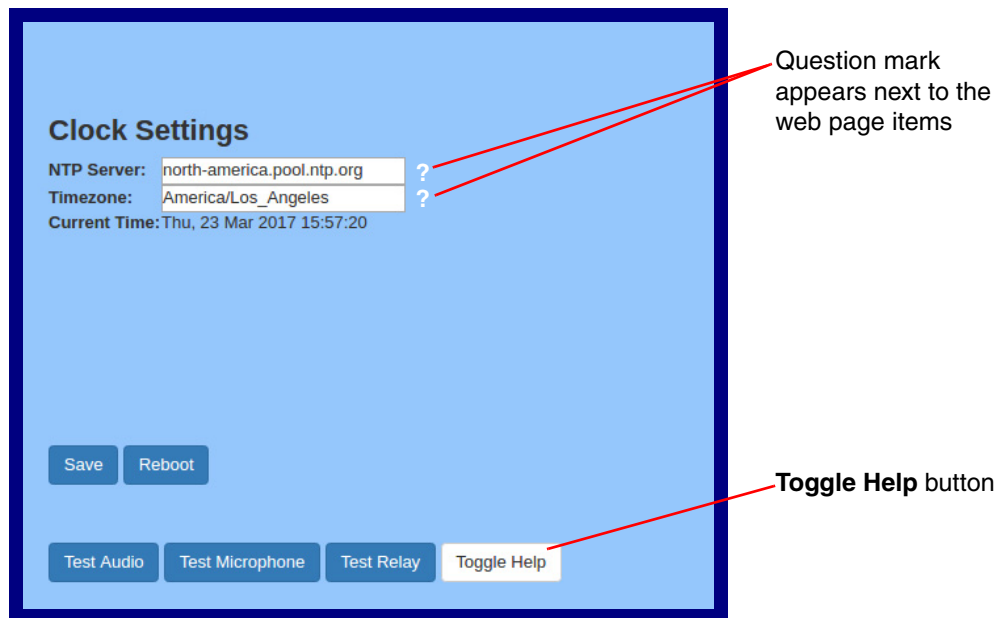 Question mark
appears next to the
web page items
Clock Settings
NTP Server: north-america.pool.ntp.org ?
Timezone: America/Los_Angeles ?
Current Time: Thu, 23 Mar 2017 15:57:20
Save Reboot
Toggle Help button
Test Audio Test Microphone Test Relay Toggle Help